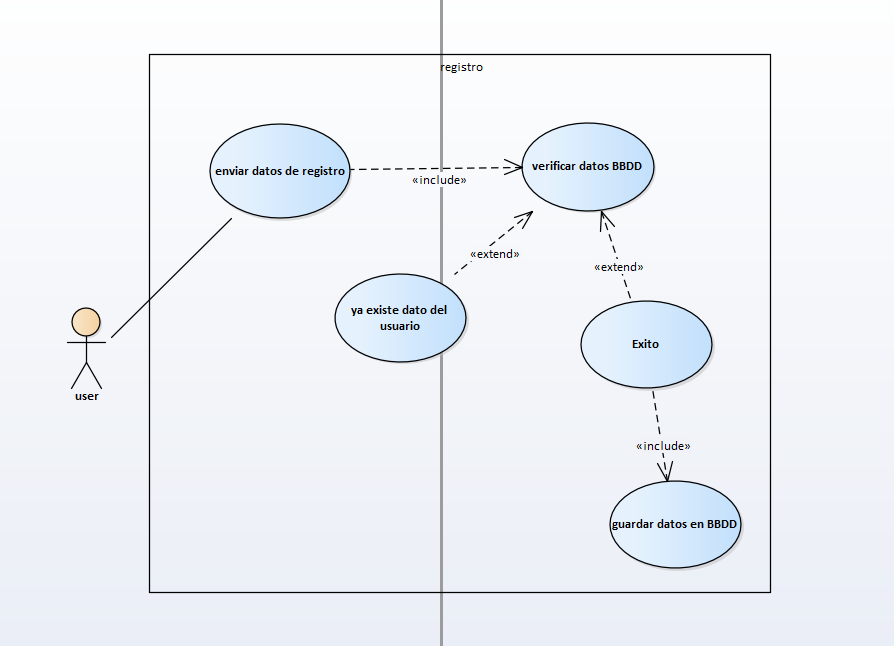 registro
enviar datos de registro
verificar datos BBDD
«include»
«extend»
«extend»
ya existe dato del
usuario
Exito
user
«include»
guardar datos en BBDD